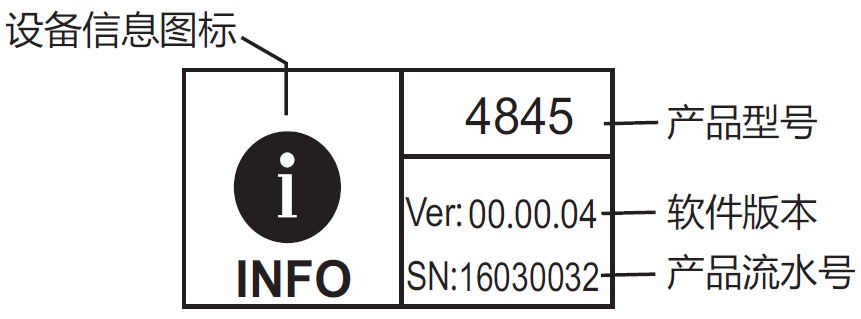 设备信息图标
4845
产品型号
i
Ver: 00.00.04
软件版本
INFO
SN:16030032
产品流水号